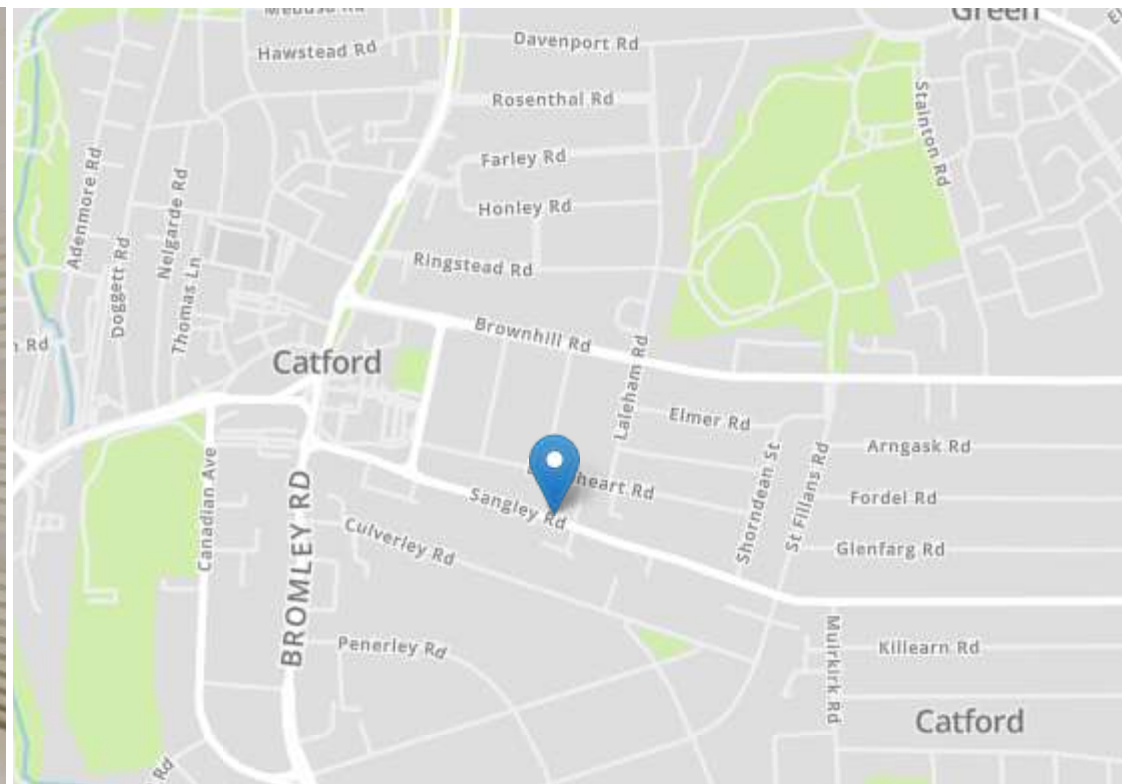 Green
Davenport Rd
Hawstead Rd
Rosenthal Rd
Stainton Rd
Farley Rd
Adenmore Rd
Nelgarde Rd
Honley Rd
Doggett Rd
Thomas Ln
Ringstead Rd
Brownhill Rd
Rd
Catford
Laleham Rd
Elmer Rd
Arngask Rd
Shorndean St
St Fillans Rd
Canadian Ave
BROMLEY RD
Sangley Rd
Fordel Rd
Culverley Rd
Glenfarg Rd
Penerley Rd
Muirkirk Rd
Killearn Rd
Catford
Rd